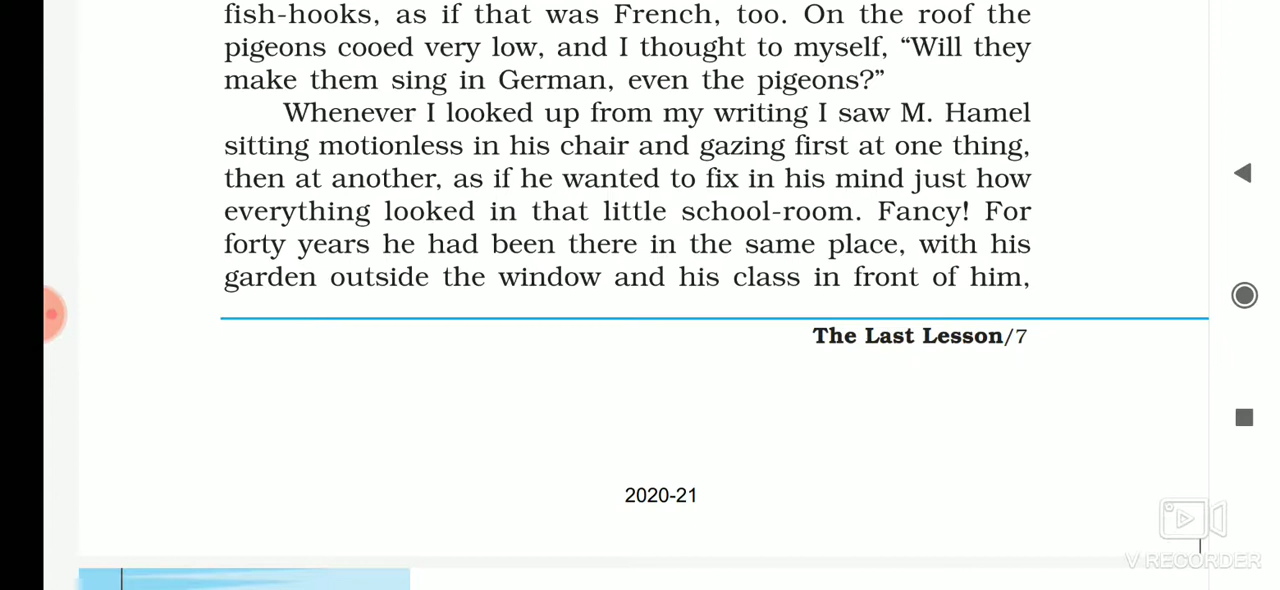 fish-hooks, as if that was French, too. On the roof the
pigeons cooed very low, and I thought to myself, “Will they
make them sing in German, even the pigeons?”
Whenever I looked up from my writing I saw M. Hamel
sitting motionless in his chair and gazing first at one thing,
then at another, as if he wanted to fix in his mind just how
everything looked in that little school-room. Fancy! For
forty years he had been there in the same place, with his
garden outside the window and his class in front of him,
The Last Lesson/7
2020-21
V RECORDER